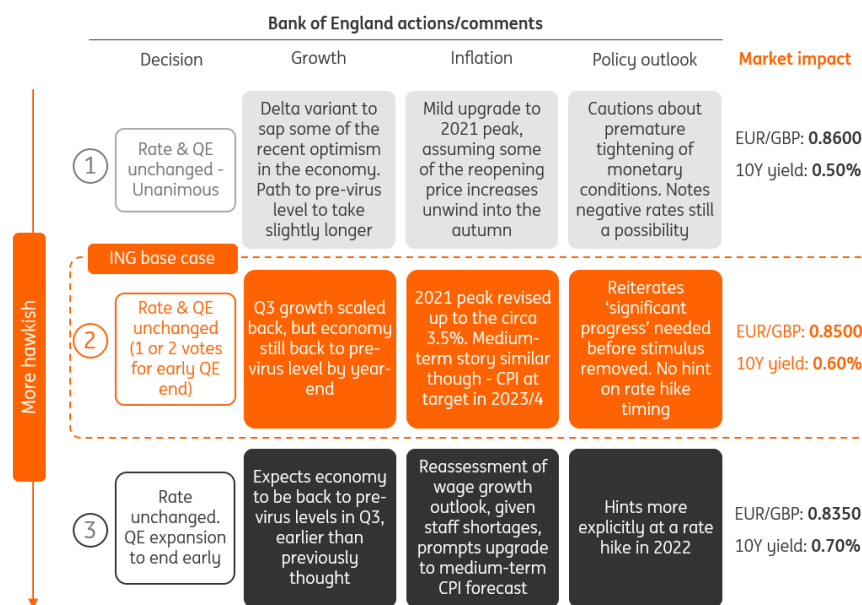 Bank of England actions/comments
Decision
Growth
Inflation
Policy outlook
Market impact
More hawkish
1
Rate & QE
unchanged -
Unanimous
Delta variant to
sap some of the
recent optimism
in the economy.
Path to pre-virus
level to take
slightly longer
Mild upgrade to
2021 peak,
assuming some
of the reopening
price increases
unwind into the
autumn
Cautions about
premature
tightening of
monetary
conditions. Notes
negative rates still
a possibility
EUR/GBP: 0.8600
10Y yield: 0.50%
ING base case
2
Rate & QE
unchanged
(1 or 2 votes
for early QE
end)
Q3 growth scaled
back, but economy
still back to pre-
virus level by year-
end
2021 peak revised
up to the circa
3.5%. Medium-
term story similar
though - CPI at
target in 2023/4
Reiterates
‘significant
progress’ needed
before stimulus
removed. No hint
on rate hike
timing
EUR/GBP: 0.8500
10Y yield: 0.60%
3
Rate
unchanged.
QE expansion
to end early
Expects economy
to be back to pre-
virus levels in Q3,
earlier than
previously
thought
Reassessment of
wage growth
outlook, given
staff shortages,
prompts upgrade
to medium-term
CPI forecast
Hints more
explicitly at a rate
hike in 2022
EUR/GBP: 0.8350
10Y yield: 0.70%